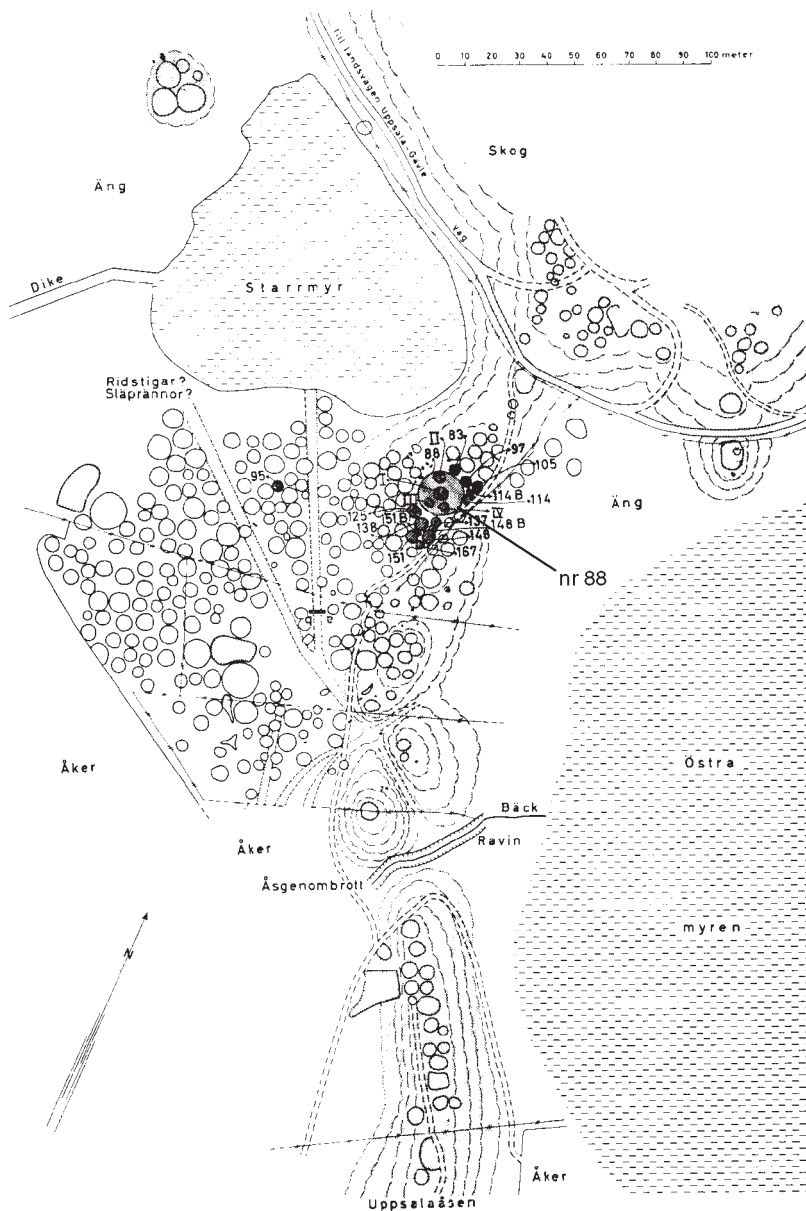 0 10 20 30 40 50 60 70 80 90 100 meter
Till landsvägen Uppsala-Gävle
Väg
Skog
Äng
Dike
Starrmyr
Ridstigar?
Släprännor?
II
83
88
97
105
95
I
III
114 B
114
125
151 B
IV
138
137
148 B
148
151
167
Äng
nr 88
Östra
myren
Åker
Åker
Bäck
Ravin
Åsgenombrott
N
Åker
Uppsalaåsen